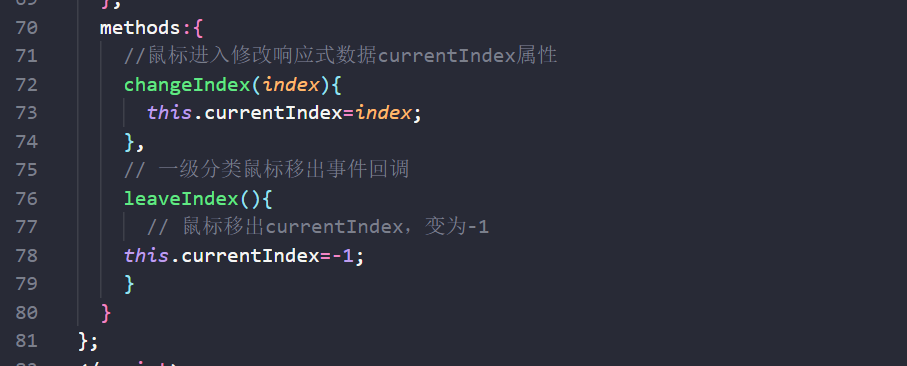 69 },
70 methods:{
71 //鼠标进入修改响应式数据currentIndex属性
72 changeIndex(index){
73 this.currentIndex=index;
74 },
75 // 一级分类鼠标移出事件回调
76 leaveIndex(){
77 // 鼠标移出currentIndex，变为-1
78 this.currentIndex=-1;
79 }
80 }
81 };